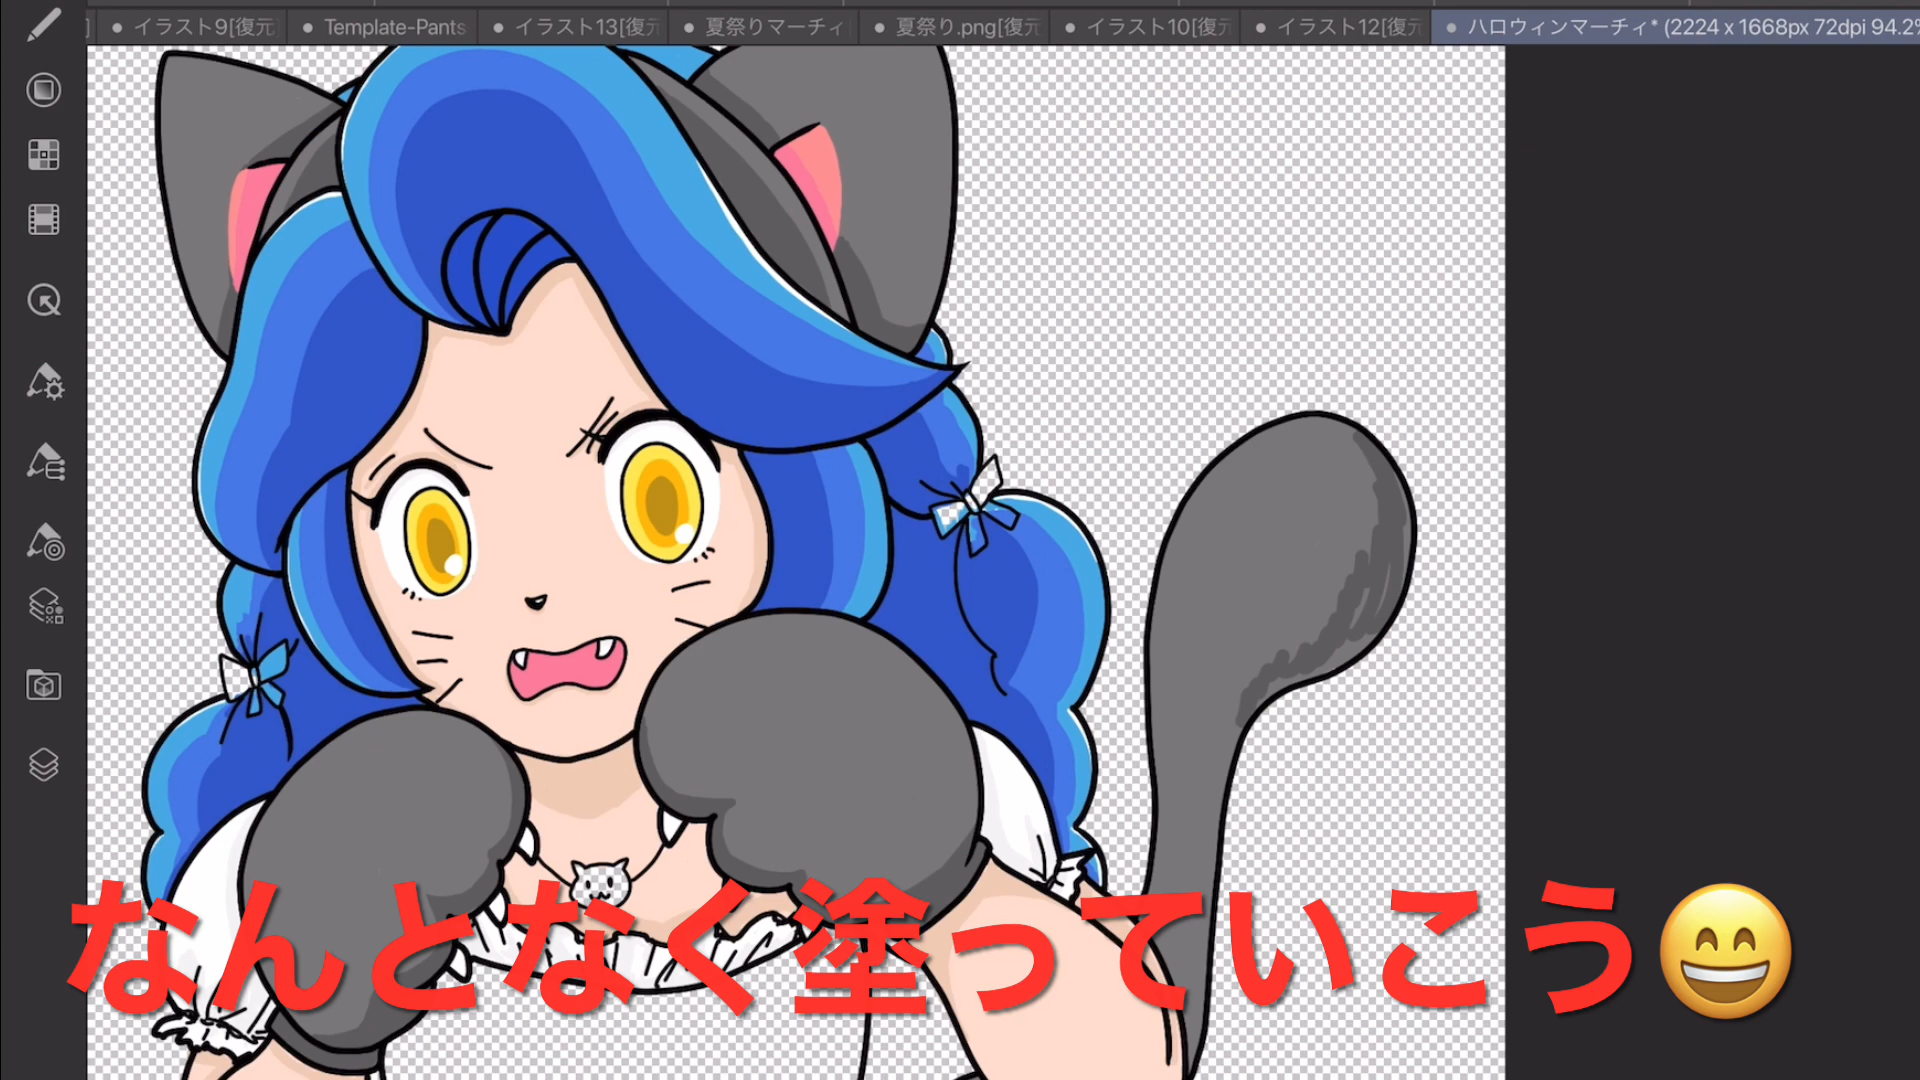 イラスト9[復元
Template-Pants
イラスト13[復元
夏祭りマーチィ
夏祭り.png[復元
イラスト10[復元
イラスト12[復元
ハロウィンマーチィ* (2224 x 1668px 72dpi 94.2%
なんとなく塗っていこう😄